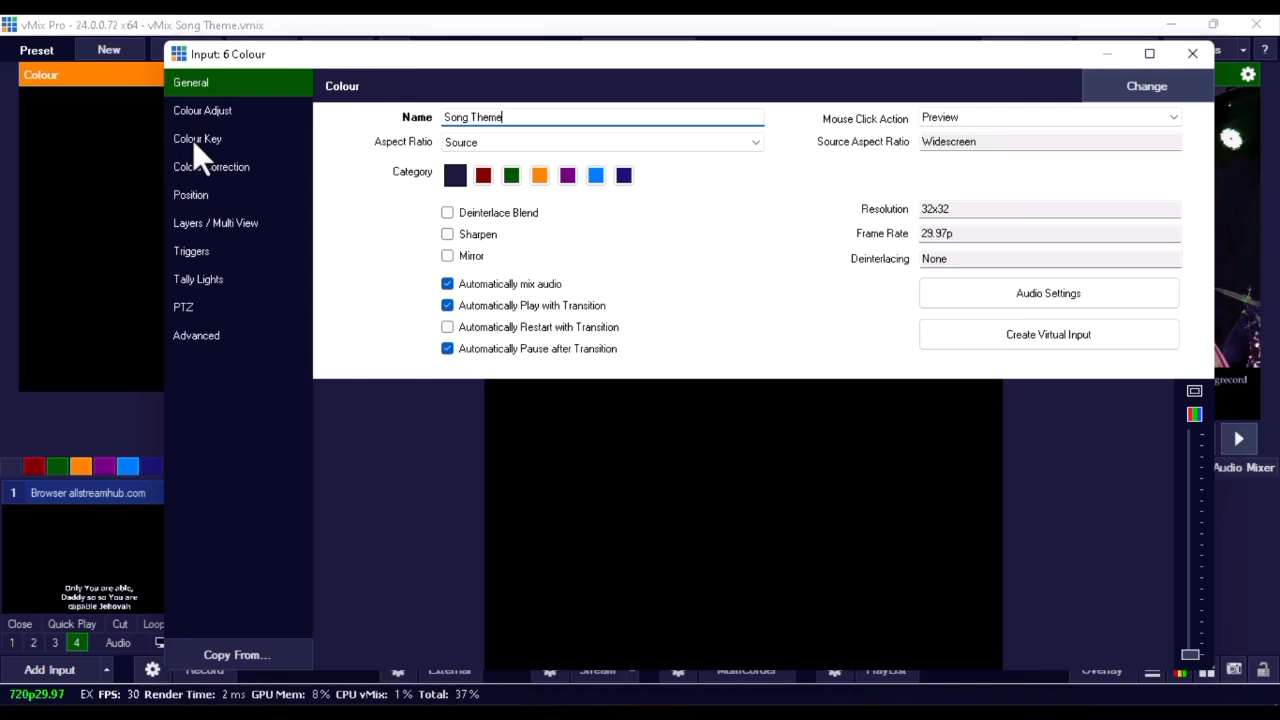 vMix Pro - 24.0.0.72 x64 - vMix Song Theme.vmix
Preset
New
?
Colour
Input: 6 Colour
General
Colour Adjust
Colour Key
Position
Layers / Multi View
Triggers
Tally Lights
PTZ
Advanced
Copy From...
Colour
Change
Name
Song Theme
Mouse Click Action
Preview
Aspect Ratio
Source
Source Aspect Ratio
Widescreen
Category
Deinterlace Blend
Sharpen
Mirror
Resolution
32x32
Frame Rate
29.97p
Deinterlacing
None
Automatically mix audio
Automatically Play with Transition
Automatically Restart with Transition
Automatically Pause after Transition
Audio Settings
Create Virtual Input
grecord
Audio Mixer
1 Browser allstreamhub.com
Only You are able,
Daddy so so You are
capable Jehovah
Close Quick Play Cut Loop
1 2 3 4 Audio
Add Input
Record
External
Stream
MultiCorder
PlayList
Overlay
720p29.97 EX FPS: 30 Render Time: 2 ms GPU Mem: 8 % CPU vMix: 1 % Total: 37 %